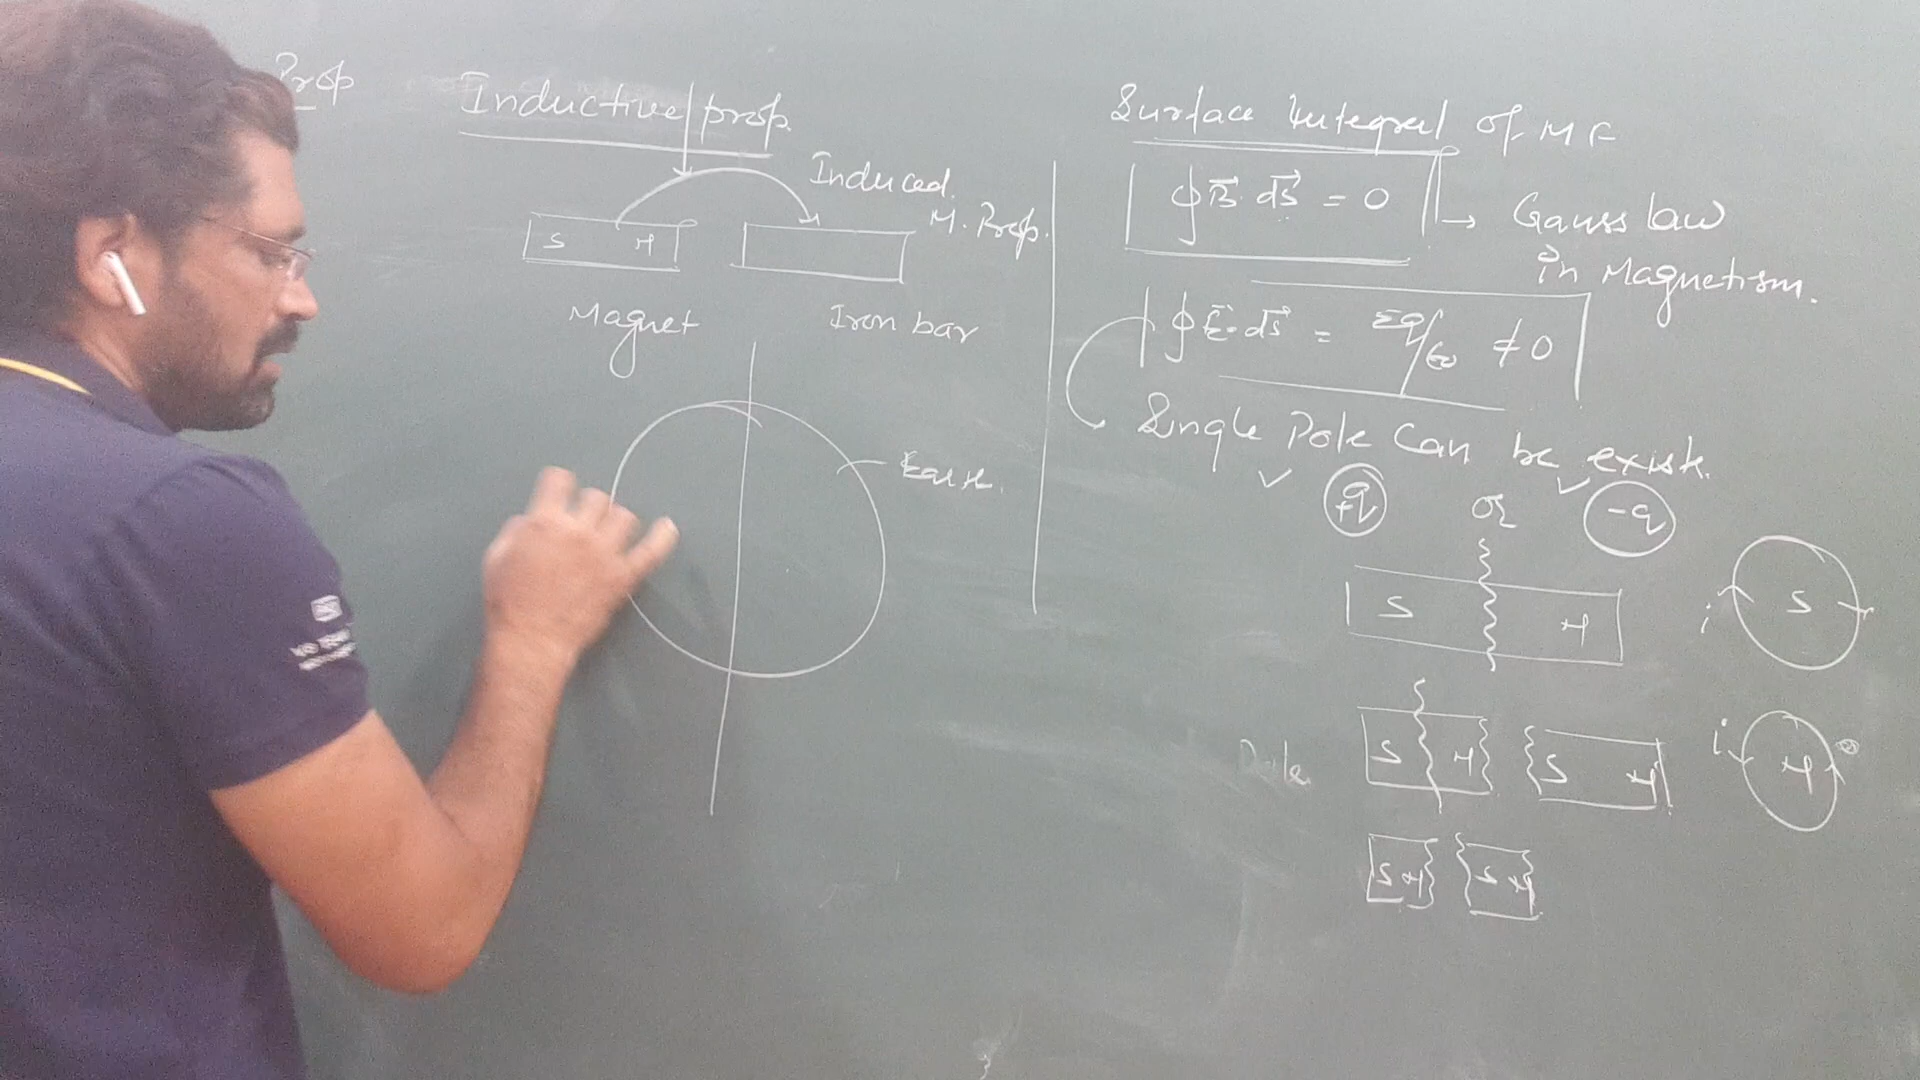 Prop
Inductive prop.
Induced
M. Prop.
S N
Magnet
Iron bar
Earth.
Surface Integral of MF
∮ B⃗. dS⃗ = 0 → Gauss law
in Magnetism.
∮ E⃗. dS⃗ = Σq/ε₀ ≠ 0
Single Pole Can be exist.
✓ +q or ✓ -q
S N
S
S N S N
N
S N S N